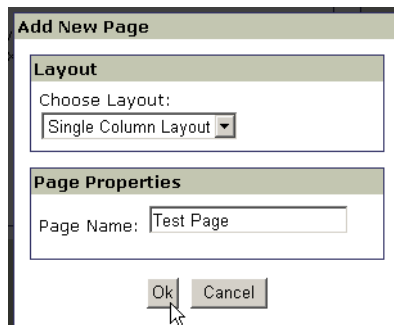 Add New Page
Layout
Choose Layout:
Single Column Layout
Page Properties
Page Name: Test Page
Ok Cancel